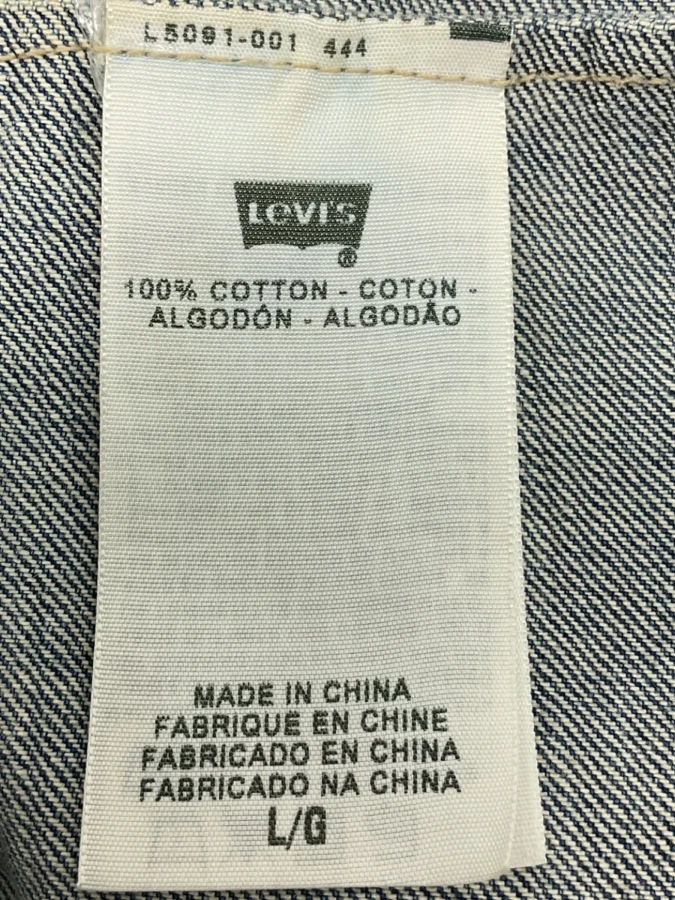 L5091-001 444
LEVI'S
®
100% COTTON - COTON -
ALGODÓN - ALGODÃO
MADE IN CHINA
FABRIQUÉ EN CHINE
FABRICADO EN CHINA
FABRICADO NA CHINA
L/G